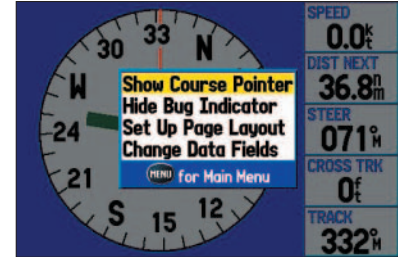 33
30
N
W
24
21
S
15
12
Show Course Pointer
Hide Bug Indicator
Set Up Page Layout
Change Data Fields
MENU for Main Menu
SPEED
0.0kt
DIST NEXT
36.8nm
STEER
071°M
CROSS TRK
0ft
TRACK
332°M